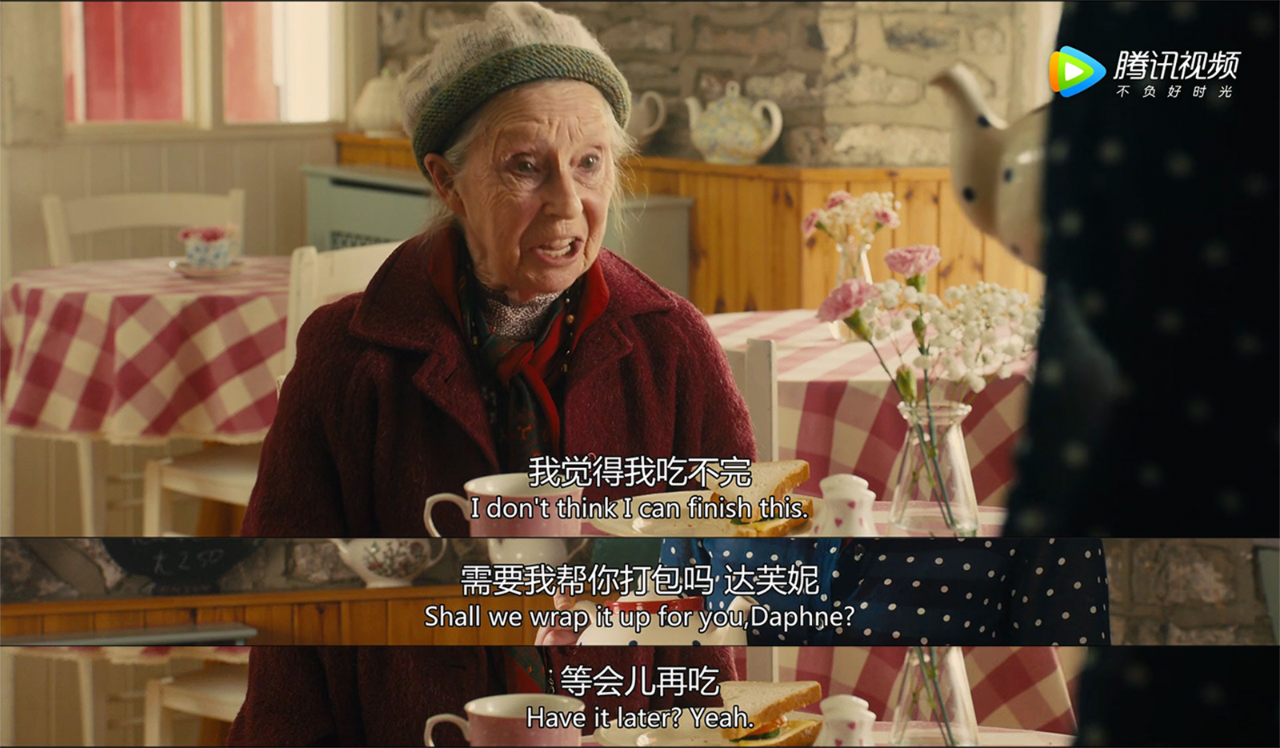 腾讯视频
不负好时光
我觉得我吃不完
I don't think I can finish this.
£2.50
需要我帮你打包吗 达芙妮
Shall we wrap it up for you,Daphne?
等会儿再吃
Have it later? Yeah.